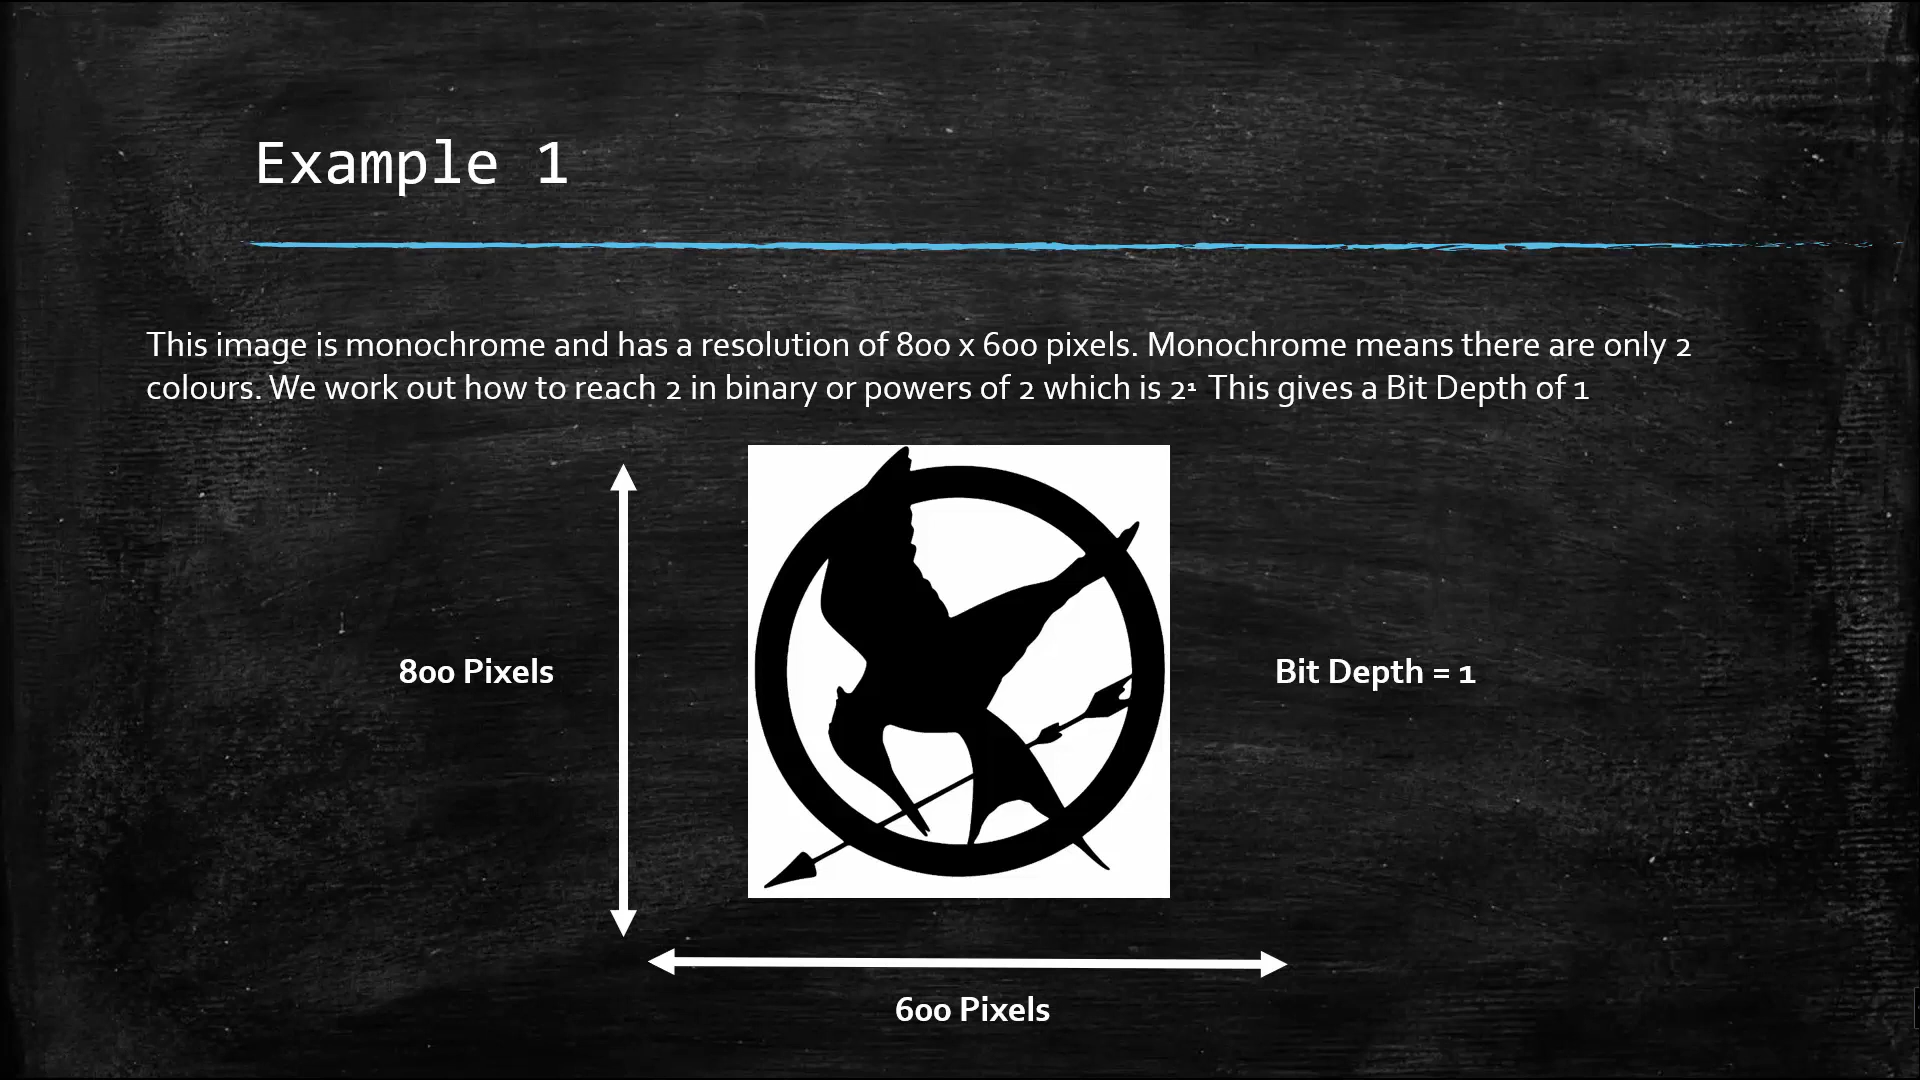 Example 1
This image is monochrome and has a resolution of 800 x 600 pixels. Monochrome means there are only 2
colours. We work out how to reach 2 in binary or powers of 2 which is 2¹ This gives a Bit Depth of 1
800 Pixels
Bit Depth = 1
600 Pixels